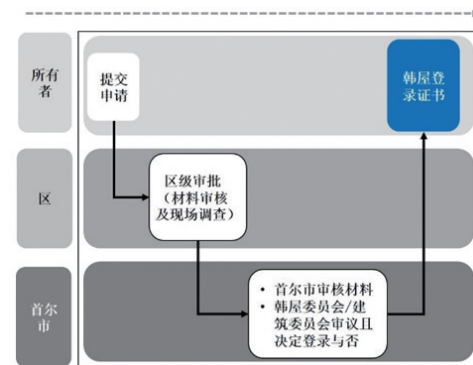 所有
者
提交
申请
韩屋登
录证书
区
区级审批
（材料审核
及现场调查）
首尔
市
• 首尔市审核材料
• 韩屋委员会/建
筑委员会审议且
决定登录与否